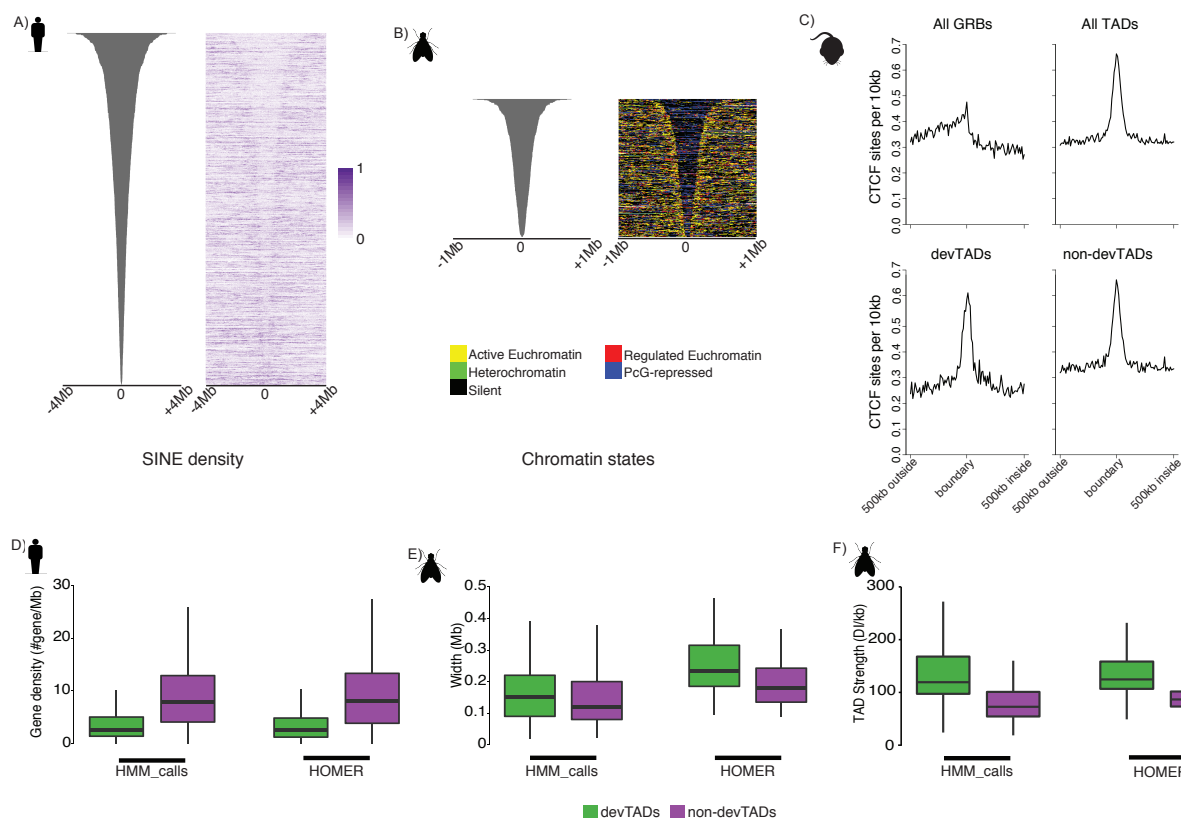 A)
B)
C)
All GRBs
All TADs
CTCF sites per 10kb
0.0 0.1 0.2 0.3 0.4 0.5 0.6 0.7
1
0
-4Mb 0 +4Mb
-4Mb 0 +4Mb
-1Mb 0 +1Mb
-1Mb 0 +1Mb
Active Euchromatin
Regulated Euchromatin
Heterochromatin
PcG-repressed
Silent
SINE density
Chromatin states
devTADs
non-devTADs
CTCF sites per 10kb
0.0 0.1 0.2 0.3 0.4 0.5 0.6 0.7
500kb outside
boundary
500kb inside
500kb outside
boundary
500kb inside
D)
Gene density (#gene/Mb)
30
20
10
0
HMM_calls
HOMER
E)
Width (Mb)
0.5
0.4
0.3
0.2
0.1
0
HMM_calls
HOMER
F)
TAD Strength (DI/kb)
300
200
100
0
HMM_calls
HOMER
devTADs
non-devTADs